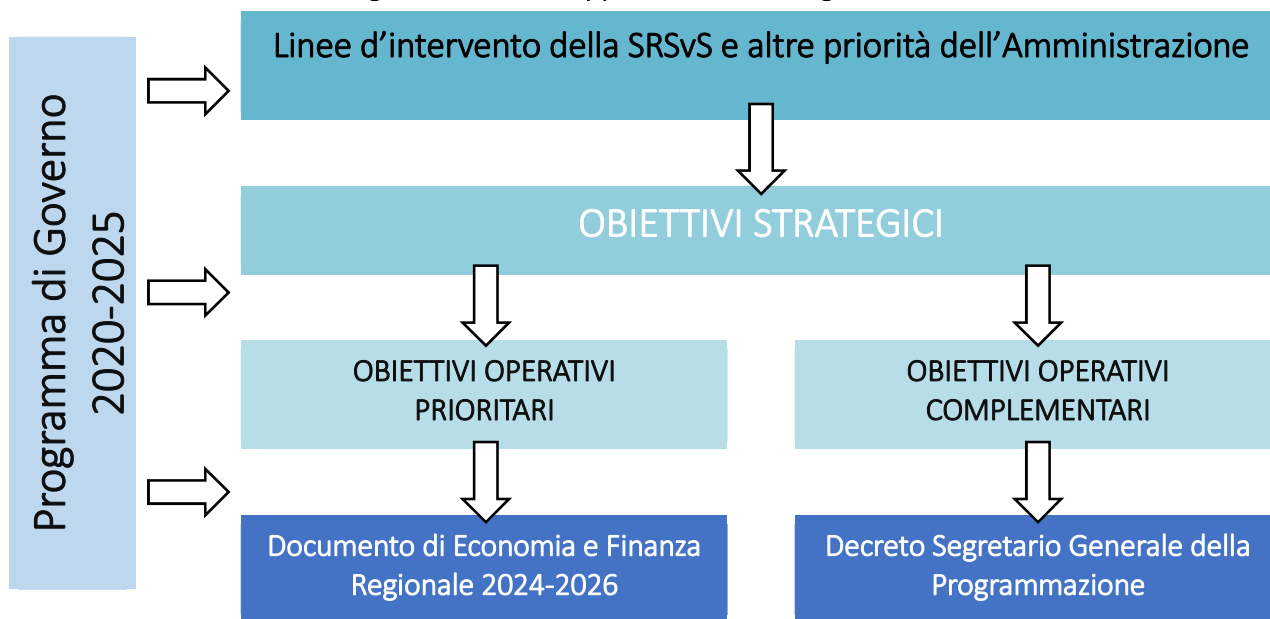 Linee d'intervento della SRSvS e altre priorità dell'Amministrazione
Programma di Governo
2020-2025
OBIETTIVI STRATEGICI
OBIETTIVI OPERATIVI
PRIORITARI
OBIETTIVI OPERATIVI
COMPLEMENTARI
Documento di Economia e Finanza
Regionale 2024-2026
Decreto Segretario Generale della
Programmazione